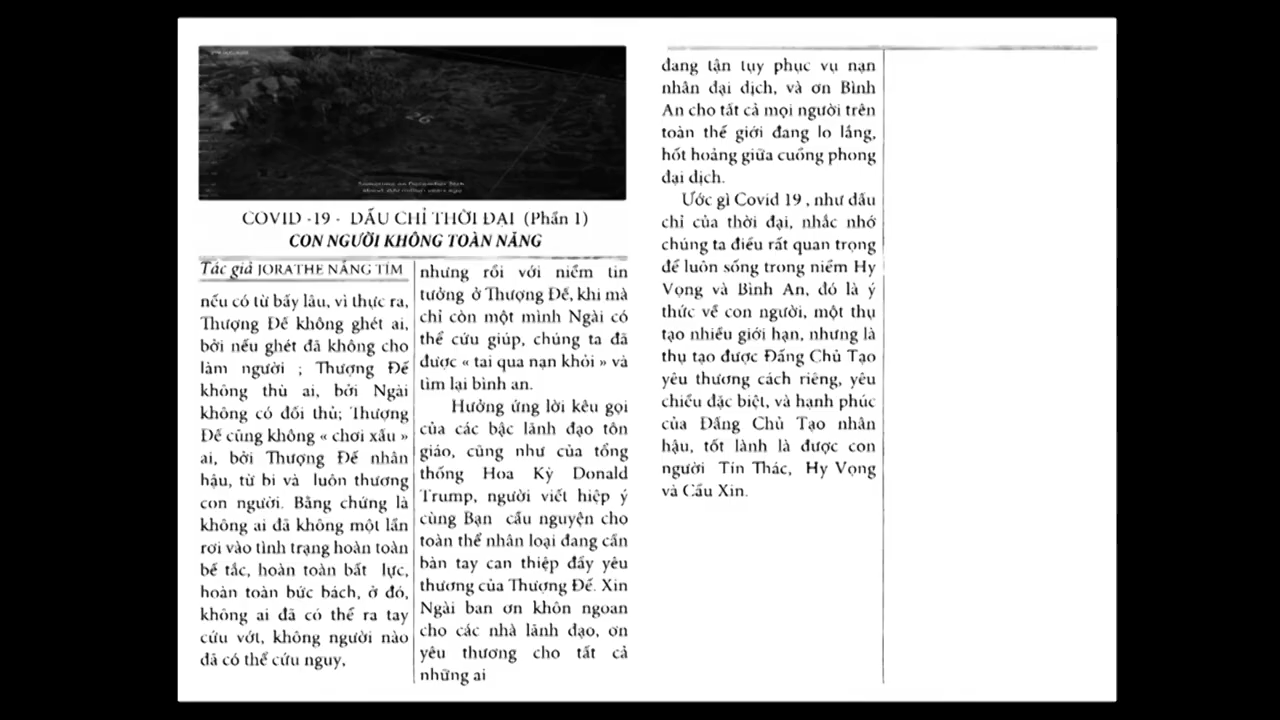 COVID -19 - DẤU CHỈ THỜI ĐẠI (Phần 1)
CON NGƯỜI KHÔNG TOÀN NĂNG
Tác giả JORATHE NẮNG TÍM
nếu có từ bấy lâu, vì thực ra,
Thượng Đế không ghét ai,
bởi nếu ghét đã không cho
làm người ; Thượng Đế
không thù ai, bởi Ngài
không có đối thủ; Thượng
Đế cũng không « chơi xấu »
ai, bởi Thượng Đế nhân
hậu, từ bi và luôn thương
con người. Bằng chứng là
không ai đã không một lần
rơi vào tình trạng hoàn toàn
bế tắc, hoàn toàn bất lực,
hoàn toàn bức bách, ở đó,
không ai đã có thể ra tay
cứu vớt, không người nào
đã có thể cứu nguy,
nhưng rồi với niềm tin
tưởng ở Thượng Đế, khi mà
chỉ còn một mình Ngài có
thể cứu giúp, chúng ta đã
được « tai qua nạn khỏi » và
tìm lại bình an.
Hưởng ứng lời kêu gọi
của các bậc lãnh đạo tôn
giáo, cũng như của tổng
thống Hoa Kỳ Donald
Trump, người viết hiệp ý
cùng Bạn cầu nguyện cho
toàn thể nhân loại đang cần
bàn tay can thiệp đầy yêu
thương của Thượng Đế. Xin
Ngài ban ơn khôn ngoan
cho các nhà lãnh đạo, ơn
yêu thương cho tất cả
những ai
đang tận tụy phục vụ nạn
nhân đại dịch, và ơn Bình
An cho tất cả mọi người trên
toàn thế giới đang lo lắng,
hốt hoảng giữa cuồng phong
đại dịch.
Ước gì Covid 19 , như dấu
chỉ của thời đại, nhắc nhớ
chúng ta điều rất quan trọng
để luôn sống trong niềm Hy
Vọng và Bình An, đó là ý
thức về con người, một thụ
tạo nhiều giới hạn, nhưng là
thụ tạo được Đấng Chủ Tạo
yêu thương cách riêng, yêu
chiều đặc biệt, và hạnh phúc
của Đấng Chủ Tạo nhân
hậu, tốt lành là được con
người Tín Thác, Hy Vọng
và Cầu Xin.